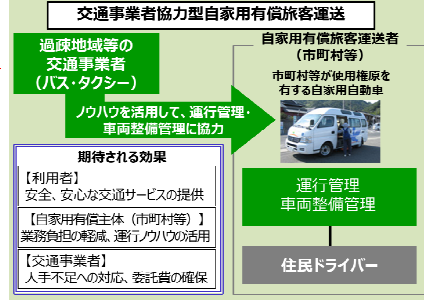 交通事業者協力型自家用有償旅客運送
過疎地域等の
交通事業者
（バス・タクシー）
ノウハウを活用して、運行管理・
車両整備管理に協力
自家用有償旅客運送者
（市町村等）
市町村等が使用権原を
有する自家用自動車
運行管理
車両整備管理
住民ドライバー
期待される効果
【利用者】
安全、安心な交通サービスの提供
【自家用有償主体（市町村等）】
業務負担の軽減、運行ノウハウの活用
【交通事業者】
人手不足への対応、委託費の確保